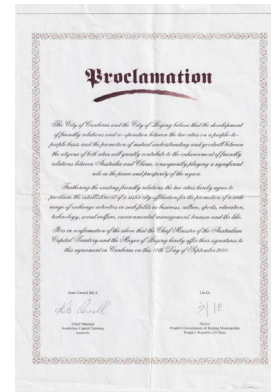 Proclamation
The City of Canberra and the City of Beijing believe that the development
of friendly relations and co-operation between the two cities on a people-to-
people basis and the promotion of mutual understanding and goodwill between
the citizens of both cities will greatly contribute to the enhancement of friendly
relations between Australia and China, consequently playing a significant
role in the peace and prosperity of the region.
Furthering the existing friendly relations the two cities hereby agree to
proclaim the establishment of a sister city affiliation for the promotion of a wide
range of exchange activities in such fields as business, culture, sports, education,
technology, social welfare, environmental management, tourism and the like.
It is in confirmation of the above that the Chief Minister of the Australian
Capital Territory and the Mayor of Beijing hereby affix their signatures to
this agreement in Canberra on this 14th Day of September 2000.
Kate Carnell MLA
Liu Qi
Kate Carnell
刘
Chief Minister
Australian Capital Territory
Australia
Mayor
People's Government of Beijing Municipality
People's Republic of China